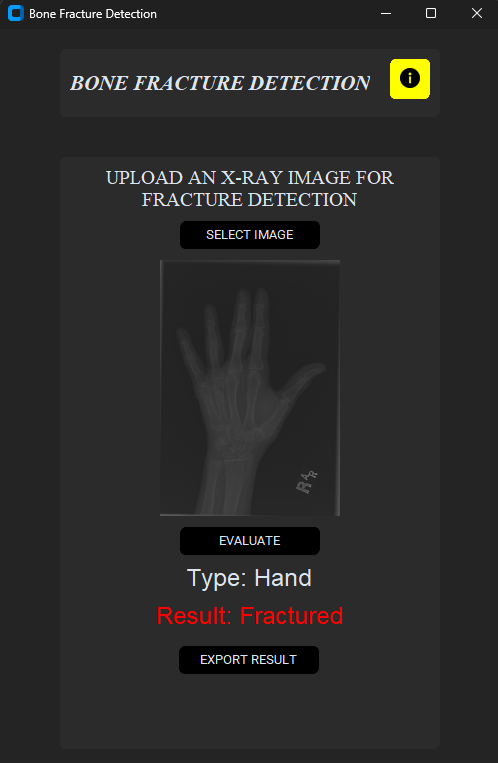 Bone Fracture Detection
BONE FRACTURE DETECTION
UPLOAD AN X-RAY IMAGE FOR
FRACTURE DETECTION
SELECT IMAGE
RAR
EVALUATE
Type: Hand
Result: Fractured
EXPORT RESULT